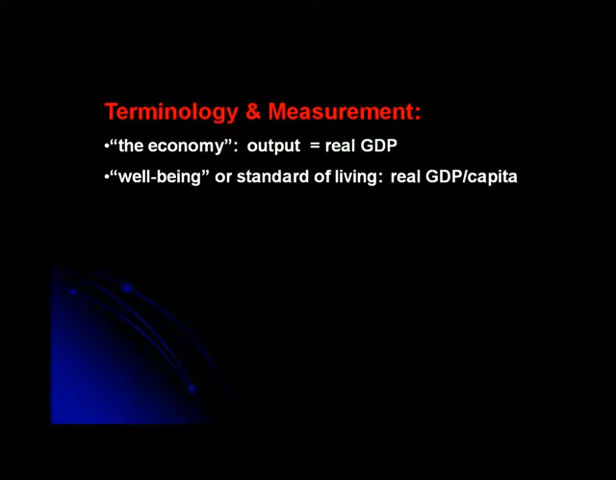 Terminology & Measurement:
•“the economy”: output = real GDP
•“well-being” or standard of living: real GDP/capita